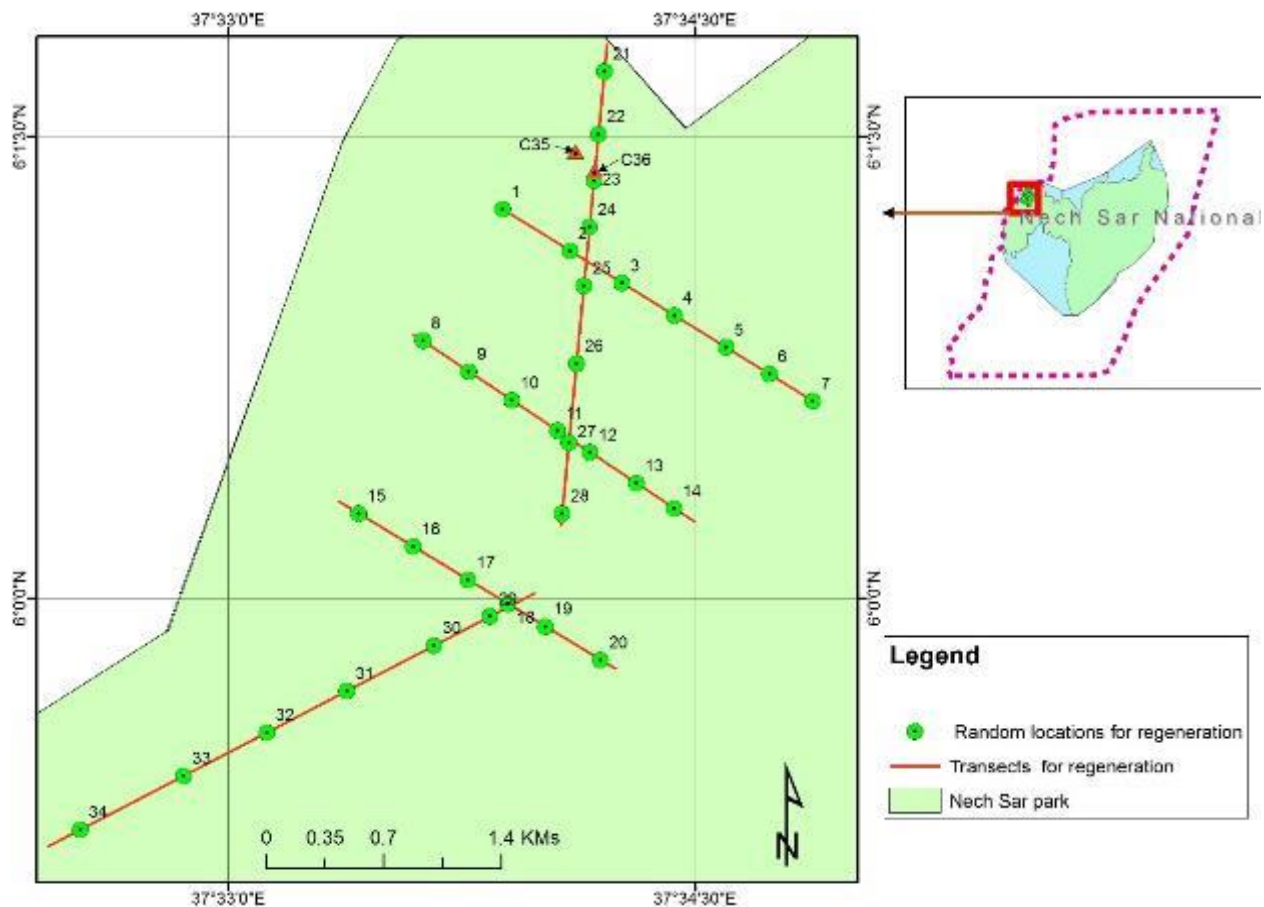 37°33'0"E 37°34'30"E
21
22
6°1'30"N 6°1'30"N
C35
C36
23
1
24
2
3
25
4
8
5
26
9
6
10
7
11
27 12
13
14
15
28
16
17
19
18
20
30
31
32
33
34
6°0'0"N 6°0'0"N
0 0.35 0.7 1.4 KMs
N
37°33'0"E 37°34'30"E
Nech Sar National
Legend
Random locations for regeneration
Transects for regeneration
Nech Sar park